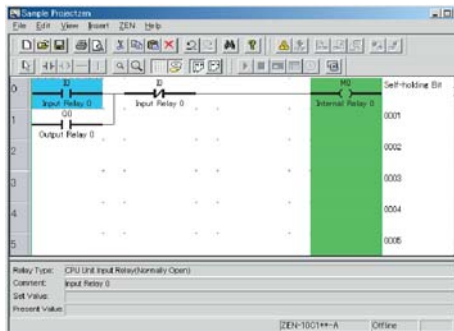 Sample Projectzen
File Edit View Insert ZEN Help
0
I0
I0
M0
Self-holding Bit
Input Relay 0
Input Relay 0
Internal Relay 0
1
Q0
0001
Output Relay 0
2
0002
3
0003
4
0004
5
0005
Relay Type: CPU Unit Input Relay(Normally Open)
Comment: Input Relay 0
Set Value:
Present Value:
ZEN-10C1**-A Offline